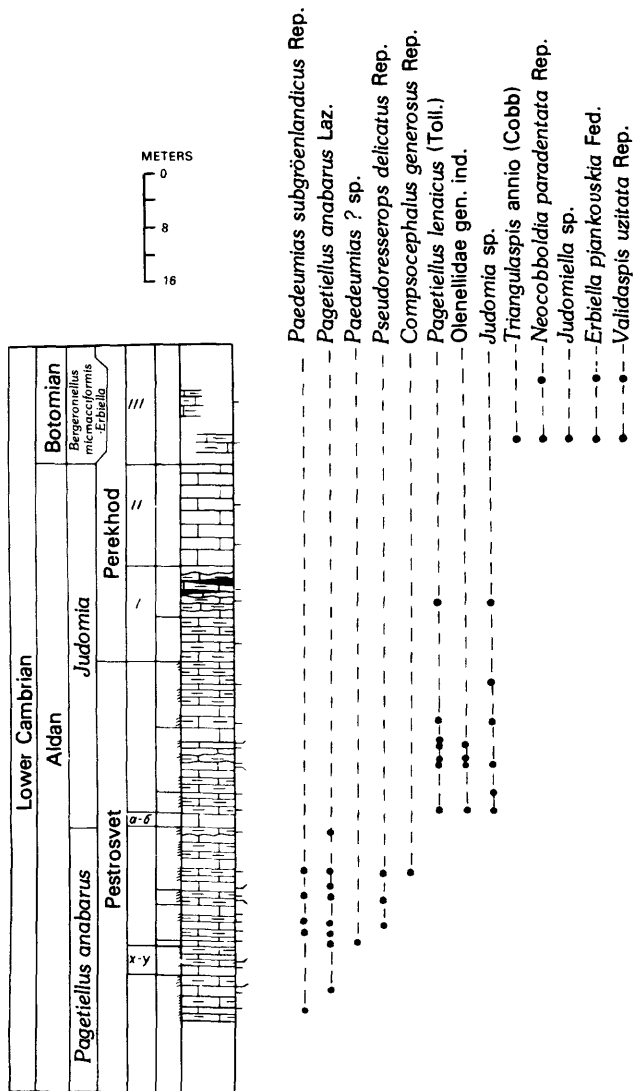 METERS
0
8
16
Lower Cambrian
Aldan
Botomian
Pagetiellus anabarus
Judomia
Bergeroniellus
micmacciformis
-Erbiella
Pestrosvet
Perekhod
x-y
a-б
I
II
III
Paedeumias subgröenlandicus Rep.
Pagetiellus anabarus Laz.
Paedeumias ? sp.
Pseudoresserops delicatus Rep.
Compsocephalus generosus Rep.
Pagetiellus lenaicus (Toll.)
Olenellidae gen. ind.
Judomia sp.
Triangulaspis annio (Cobb)
Neocobboldia paradentata Rep.
Judomiella sp.
Erbiella pjankovskia Fed.
Validaspis uzitata Rep.